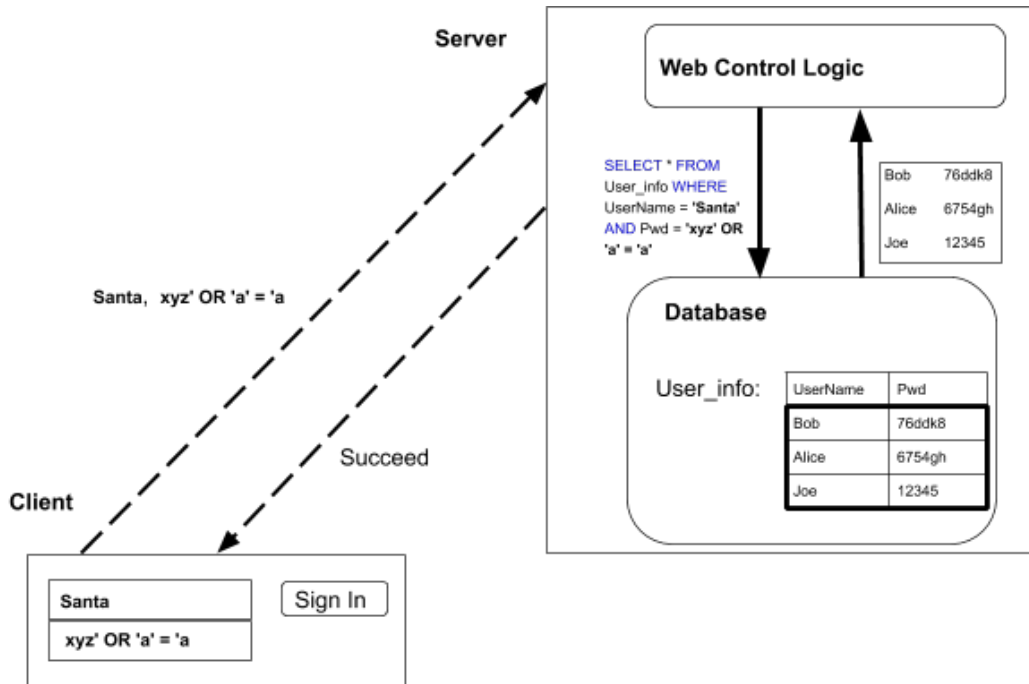 Server
Web Control Logic
SELECT * FROM
User_info WHERE
UserName = 'Santa'
AND Pwd = 'xyz' OR
'a' = 'a'
Bob 76ddk8
Alice 6754gh
Joe 12345
Santa, xyz' OR 'a' = 'a
Database
User_info:
UserName Pwd
Bob 76ddk8
Alice 6754gh
Joe 12345
Succeed
Client
Santa
Sign In
xyz' OR 'a' = 'a